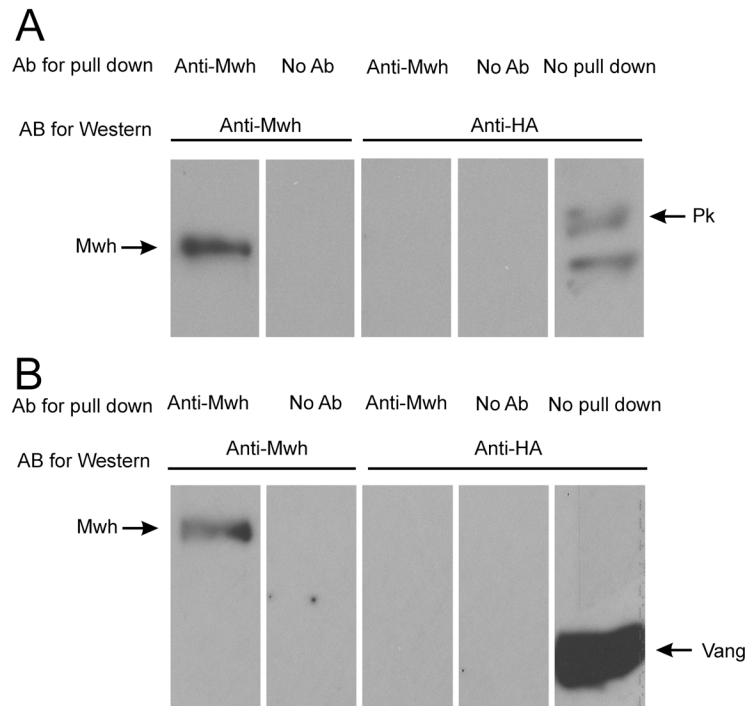 A
Ab for pull down Anti-Mwh No Ab Anti-Mwh No Ab No pull down
AB for Western Anti-Mwh Anti-HA
Mwh Pk
B
Ab for pull down Anti-Mwh No Ab Anti-Mwh No Ab No pull down
AB for Western Anti-Mwh Anti-HA
Mwh
Vang